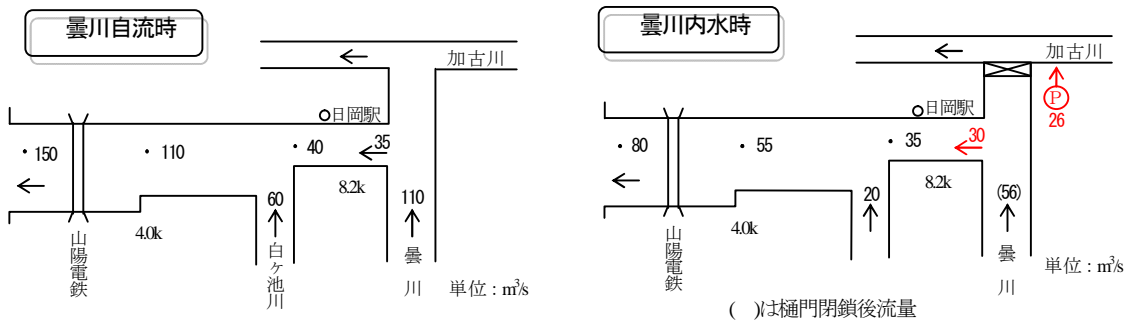 曇川自流時
加古川
日岡駅
・150
・110
・40
35
8.2k
60
110
4.0k
山陽電鉄
白ヶ池川
曇川
単位：m³/s
曇川内水時
加古川
P
26
日岡駅
・80
・55
・35
30
8.2k
20
(56)
4.0k
山陽電鉄
曇川
単位：m³/s
(　)は樋門閉鎖後流量